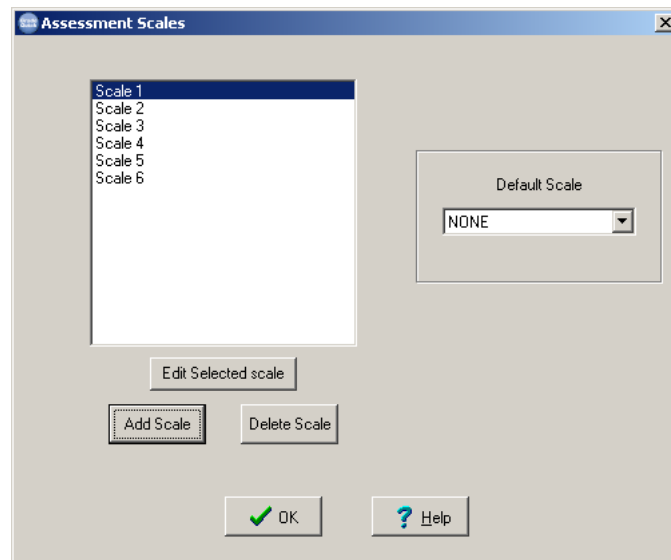 Assessment Scales
Scale 1
Scale 2
Scale 3
Scale 4
Scale 5
Scale 6
Default Scale
NONE
Edit Selected scale
Add Scale
Delete Scale
OK
Help